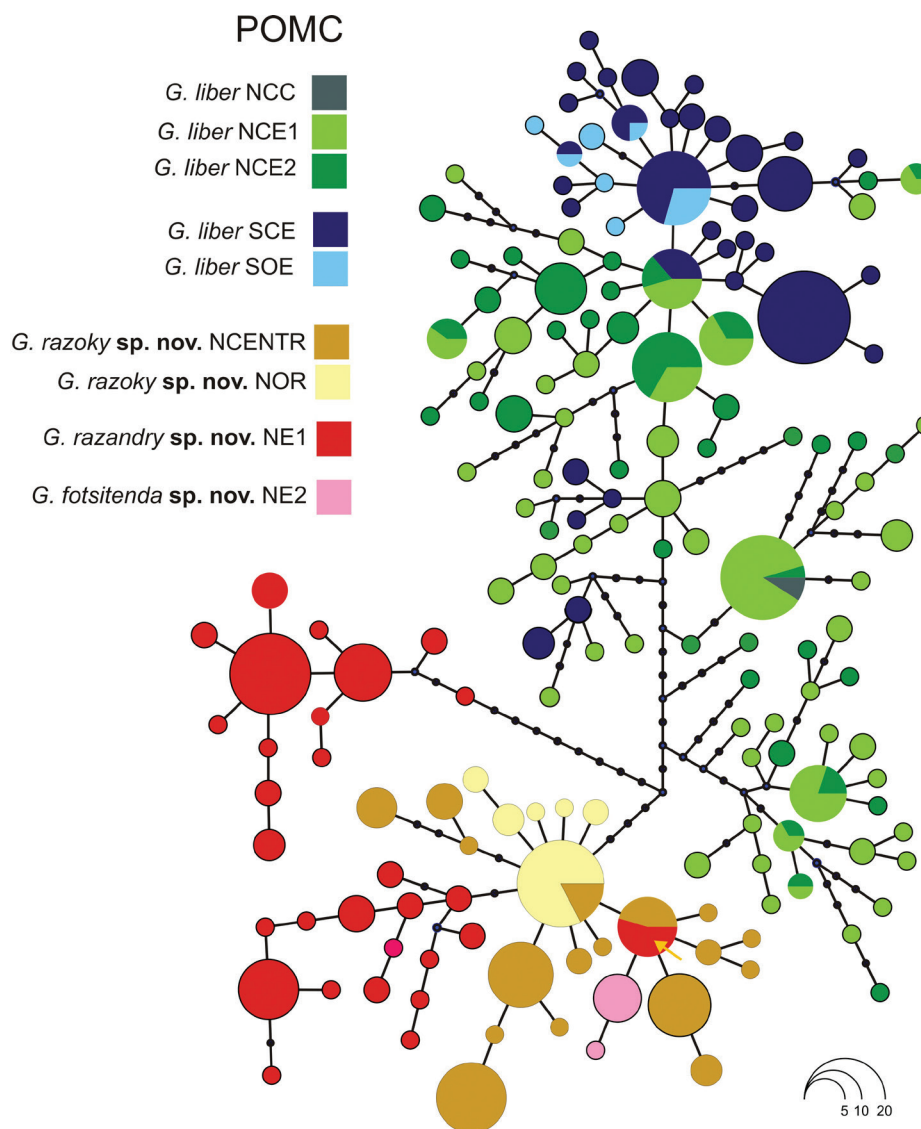 POMC
G. liber NCC
G. liber NCE1
G. liber NCE2
G. liber SCE
G. liber SOE
G. razoky sp. nov. NCENTR
G. razoky sp. nov. NOR
G. razandry sp. nov. NE1
G. fotsitenda sp. nov. NE2
5 10 20